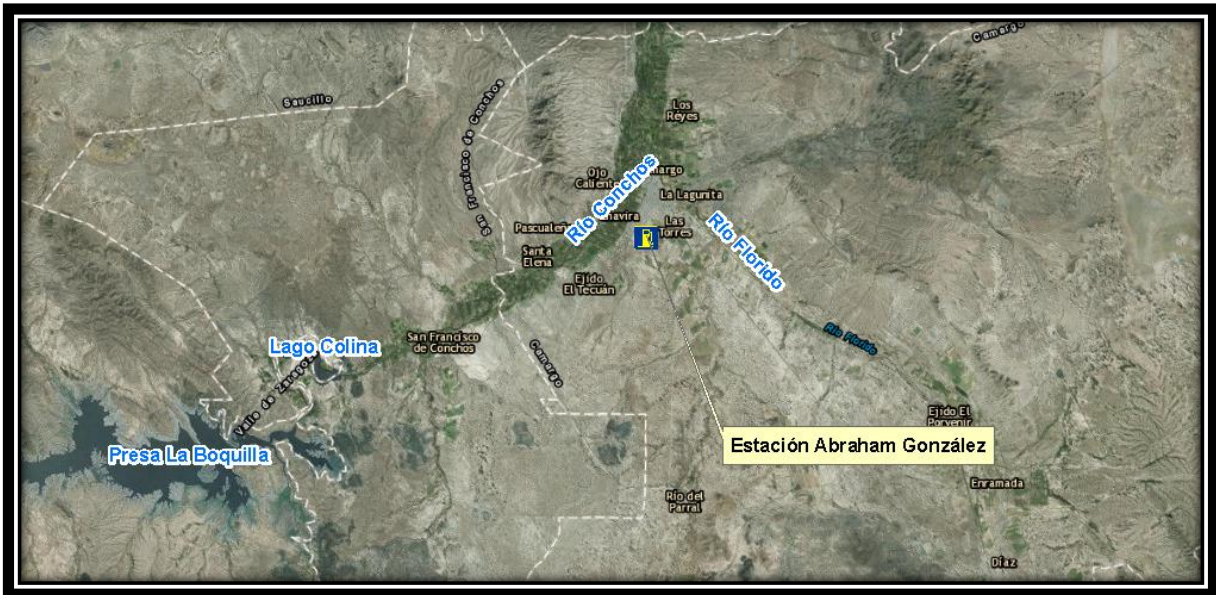 Camargo
Saucillo
San Francisco de Conchos
Los
Reyes
Ojo
Caliente
La Lagunita
Río Conchos
Las
Torres
Río Florido
Santa
Elena
Ejido
El Tecuán
Río Florido
San Francisco
de Conchos
Lago Colina
Camargo
Valle de Zaragoza
Ejido El
Porvenir
Estación Abraham González
Presa La Boquilla
Enramada
Río del
Parral
Díaz